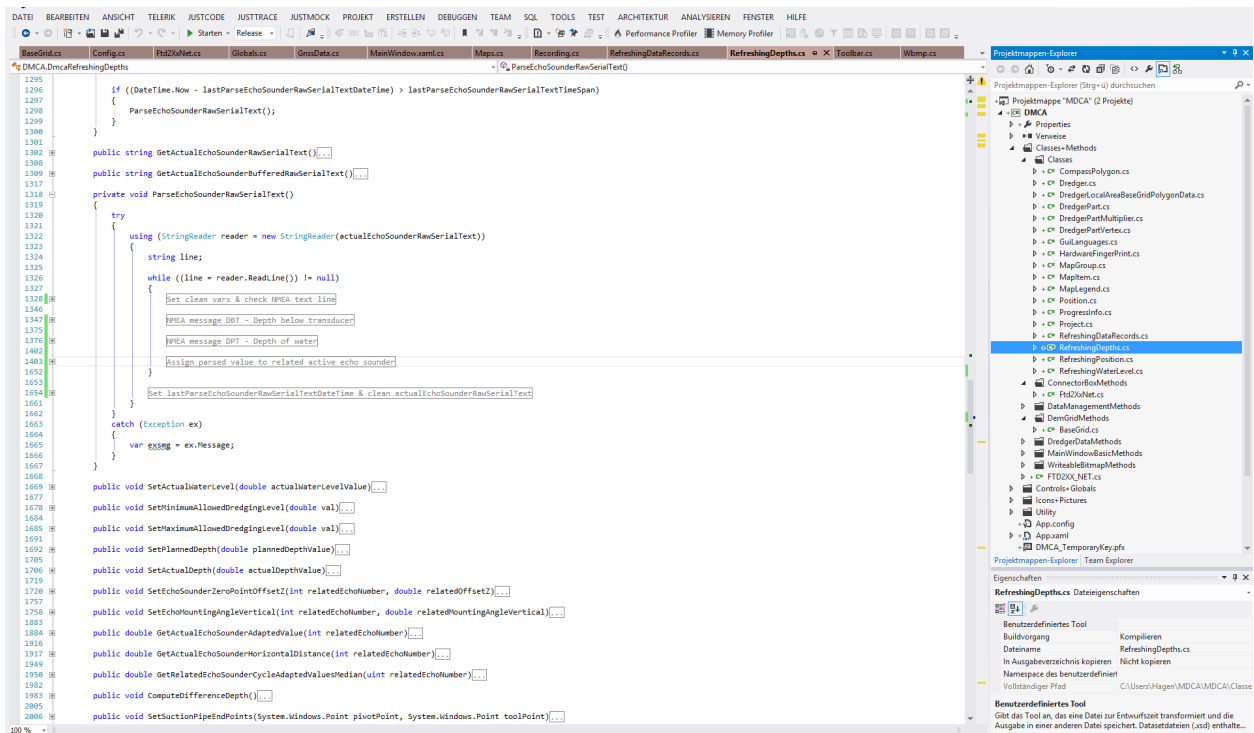 DATEI BEARBEITEN ANSICHT TELERIK JUSTCODE JUSTTRACE JUSTMOCK PROJEKT ERSTELLEN DEBUGGEN TEAM SQL TOOLS TEST ARCHITEKTUR ANALYSIEREN FENSTER HILFE
Starten Release Performance Profiler Memory Profiler
BaseGrid.cs Config.cs Ftd2XxNet.cs Globals.cs GnssData.cs MainWindow.xaml.cs Maps.cs Recording.cs RefreshingDataRecords.cs RefreshingDepths.cs Toolbar.cs Wbmp.cs
DMCA.DmcaRefreshingDepths ParseEchoSounderRawSerialText()
1295
1296 if ((DateTime.Now - lastParseEchoSounderRawSerialTextDateTime) > lastParseEchoSounderRawSerialTextTimeSpan)
1297 {
1298 ParseEchoSounderRawSerialText();
1299 }
1300 }
1301
1302 public string GetActualEchoSounderRawSerialText()...
1308
1309 public string GetActualEchoSounderBufferedRawSerialText()...
1317
1318 private void ParseEchoSounderRawSerialText()
1319 {
1320 try
1321 {
1322 using (StringReader reader = new StringReader(actualEchoSounderRawSerialText))
1323 {
1324 string line;
1325
1326 while ((line = reader.ReadLine()) != null)
1327 {
1328 Set clean vars & check NMEA text line
1346
1347 NMEA message DBT - Depth below transducer
1375
1376 NMEA message DPT - Depth of water
1402
1403 Assign parsed value to related active echo sounder
1652 }
1653
1654 Set lastParseEchoSounderRawSerialTextDateTime & clean actualEchoSounderRawSerialText
1661 }
1662 }
1663 catch (Exception ex)
1664 {
1665 var exsmg = ex.Message;
1666 }
1667 }
1668
1669 public void SetActualWaterLevel(double actualWaterLevelValue)...
1677
1678 public void SetMinimumAllowedDredgingLevel(double val)...
1684
1685 public void SetMaximumAllowedDredgingLevel(double val)...
1691
1692 public void SetPlannedDepth(double plannedDepthValue)...
1705
1706 public void SetActualDepth(double actualDepthValue)...
1719
1720 public void SetEchoSounderZeroPointOffsetZ(int relatedEchoNumber, double relatedOffsetZ)...
1757
1758 public void SetEchoMountingAngleVertical(int relatedEchoNumber, double relatedMountingAngleVertical)...
1883
1884 public double GetActualEchoSounderAdaptedValue(int relatedEchoNumber)...
1916
1917 public double GetActualEchoSounderHorizontalDistance(int relatedEchoNumber)...
1949
1950 public double GetRelatedEchoSounderCycleAdaptedValuesMedian(uint relatedEchoNumber)...
1982
1983 public void ComputeDifferenceDepth()...
2005
2006 public void SetSuctionPipeEndPoints(System.Windows.Point pivotPoint, System.Windows.Point toolPoint)...
100 %
Projektmappen-Explorer
Projektmappen-Explorer (Strg+ü) durchsuchen
Projektmappe "MDCA" (2 Projekte)
DMCA
Properties
Verweise
Classes+Methods
Classes
CompassPolygon.cs
Dredger.cs
DredgerLocalAreaBaseGridPolygonData.cs
DredgerPart.cs
DredgerPartMultiplier.cs
DredgerPartVertex.cs
GuiLanguages.cs
HardwareFingerPrint.cs
MapGroup.cs
MapItem.cs
MapLegend.cs
Position.cs
ProgressInfo.cs
Project.cs
RefreshingDataRecords.cs
RefreshingDepths.cs
RefreshingPosition.cs
RefreshingWaterLevel.cs
ConnectorBoxMethods
Ftd2XxNet.cs
DataManagementMethods
DemGridMethods
BaseGrid.cs
DredgerDataMethods
MainWindowBasicMethods
WriteableBitmapMethods
FTD2XX_NET.cs
Controls+Globals
Icons+Pictures
Utility
App.config
App.xaml
DMCA_TemporaryKey.pfx
Projektmappen-Explorer Team Explorer
Eigenschaften
RefreshingDepths.cs Dateieigenschaften
Benutzerdefiniertes Tool
Buildvorgang Kompilieren
Dateiname RefreshingDepths.cs
In Ausgabeverzeichnis kopieren Nicht kopieren
Namespace des benutzerdefiniert
Vollständiger Pfad C:\Users\Hagen\MDCA\MDCA\Classe
Benutzerdefiniertes Tool
Gibt das Tool an, das eine Datei zur Entwurfszeit transformiert und die
Ausgabe in einer anderen Datei speichert. Datasetdateien (.xsd) enthalte...